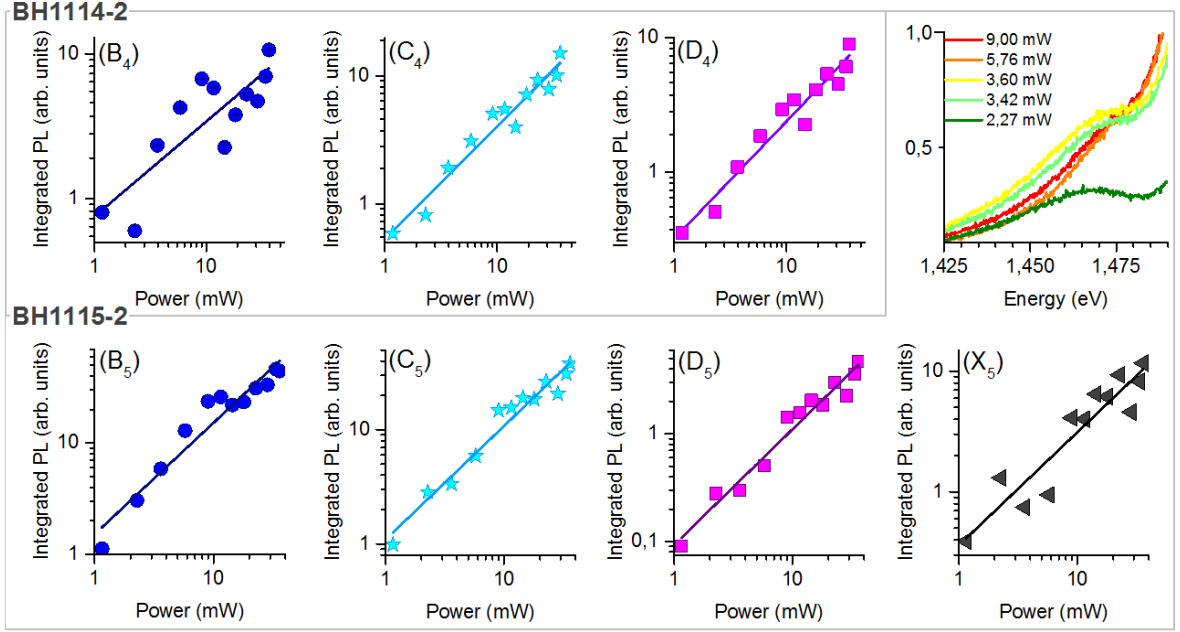 BH1114-2
(B4)
Integrated PL (arb. units)
10
1
1
10
Power (mW)
(C4)
Integrated PL (arb. units)
10
1
1
10
Power (mW)
(D4)
Integrated PL (arb. units)
10
1
1
10
Power (mW)
1,0
0,5
9,00 mW
5,76 mW
3,60 mW
3,42 mW
2,27 mW
1,425
1,450
1,475
Energy (eV)
BH1115-2
(B5)
Integrated PL (arb. units)
10
1
1
10
Power (mW)
(C5)
Integrated PL (arb. units)
10
1
1
10
Power (mW)
(D5)
Integrated PL (arb. units)
1
0,1
1
10
Power (mW)
(X5)
Integrated PL (arb. units)
10
1
1
10
Power (mW)